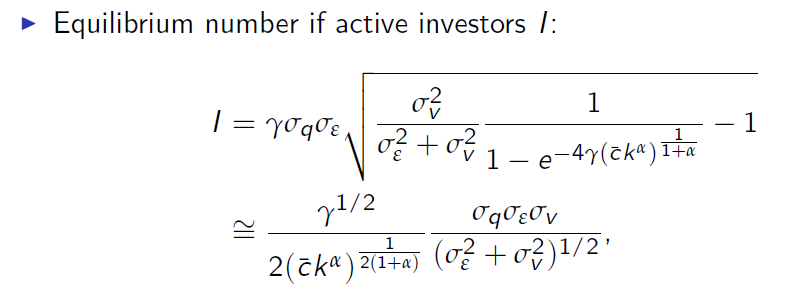 ▶ Equilibrium number if active investors I:
I = γσ_qσ_ε √( σ_v^2 / (σ_ε^2 + σ_v^2) · 1 / (1 − e^{−4γ(c̄k^α)^{1/(1+α)}}) − 1 )
≅ γ^{1/2} / (2(c̄k^α)^{1/(2(1+α))}) · σ_qσ_εσ_v / (σ_ε^2 + σ_v^2)^{1/2},